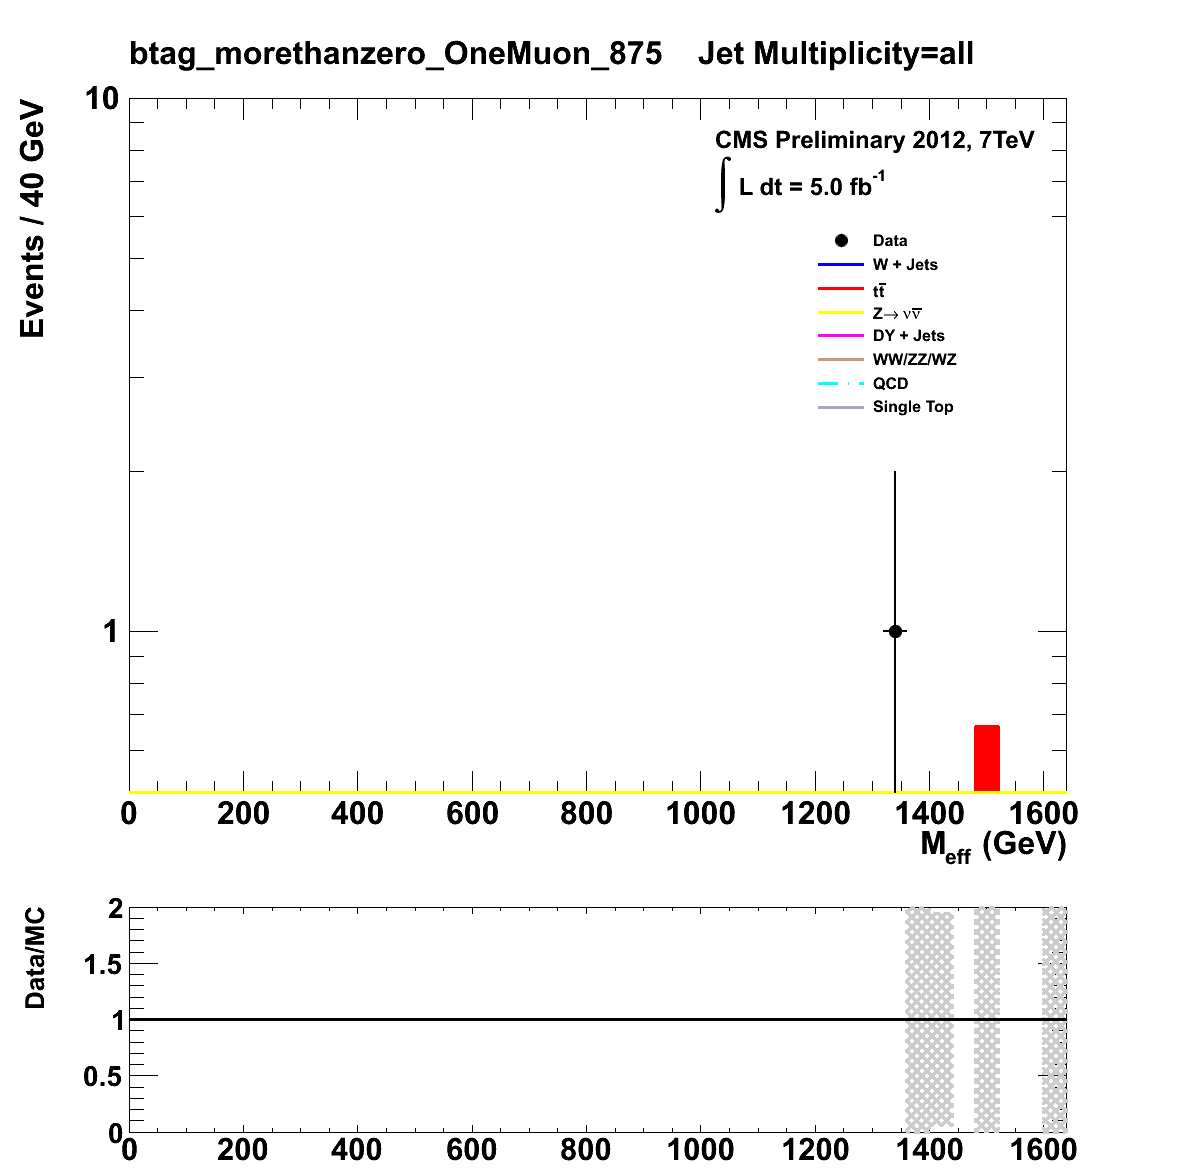 btag_morethanzero_OneMuon_875 Jet Multiplicity=all
Events / 40 GeV
10
1
CMS Preliminary 2012, 7TeV
∫ L dt = 5.0 fb⁻¹
Data
W + Jets
tt̅
Z→ νν̅
DY + Jets
WW/ZZ/WZ
QCD
Single Top
0 200 400 600 800 1000 1200 1400 1600
M_eff (GeV)
Data/MC
2
1.5
1
0.5
0
0 200 400 600 800 1000 1200 1400 1600